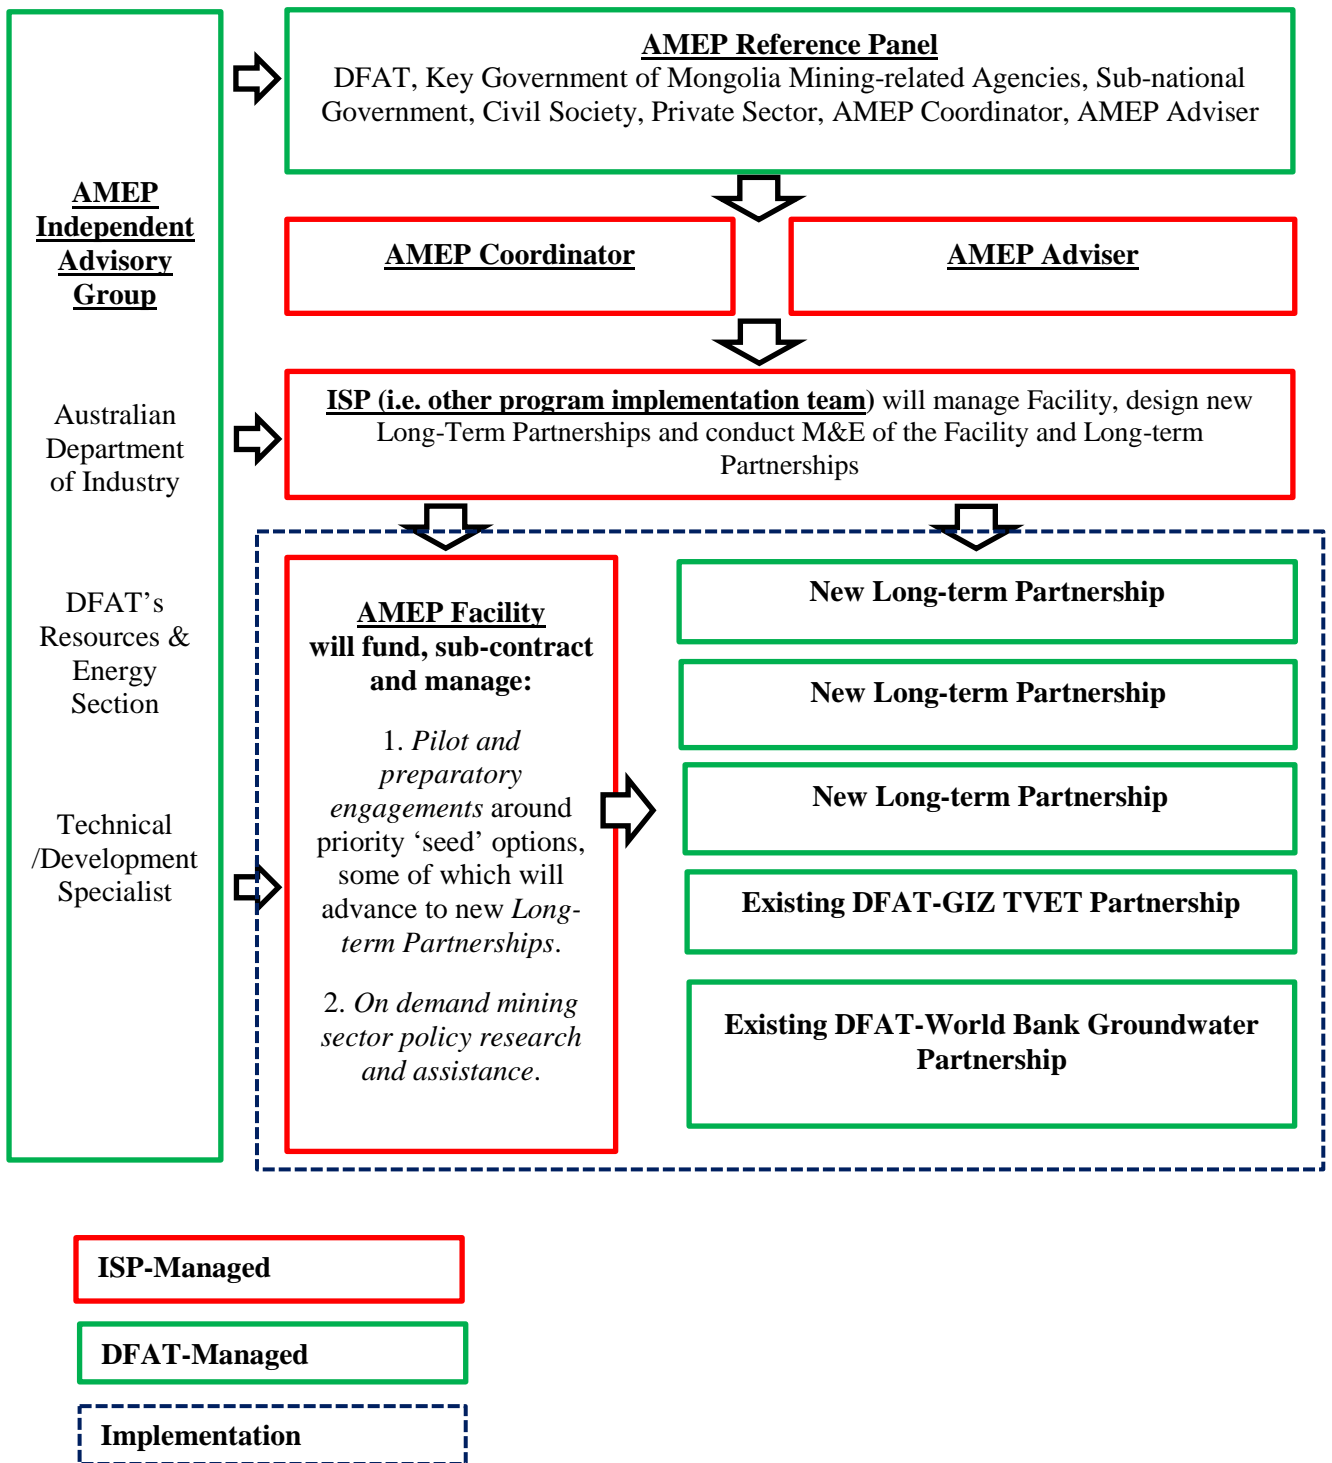 AMEP
Independent
Advisory
Group
Australian
Department
of Industry
DFAT’s
Resources &
Energy
Section
Technical
/Development
Specialist
AMEP Reference Panel
DFAT, Key Government of Mongolia Mining-related Agencies, Sub-national
Government, Civil Society, Private Sector, AMEP Coordinator, AMEP Adviser
AMEP Coordinator
AMEP Adviser
ISP (i.e. other program implementation team) will manage Facility, design new
Long-Term Partnerships and conduct M&E of the Facility and Long-term
Partnerships
AMEP Facility
will fund, sub-contract
and manage:
1. Pilot and
preparatory
engagements around
priority ‘seed’ options,
some of which will
advance to new Long-
term Partnerships.
2. On demand mining
sector policy research
and assistance.
New Long-term Partnership
New Long-term Partnership
New Long-term Partnership
Existing DFAT-GIZ TVET Partnership
Existing DFAT-World Bank Groundwater
Partnership
ISP-Managed
DFAT-Managed
Implementation